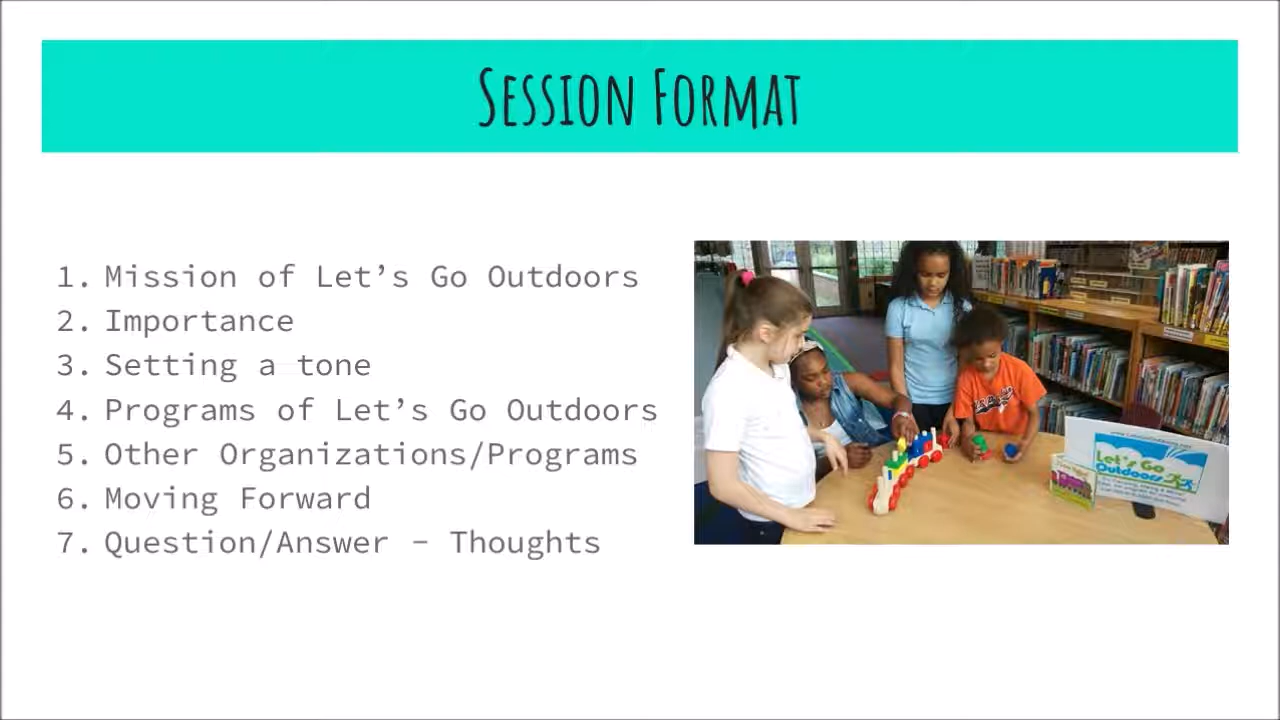 Session Format
1. Mission of Let's Go Outdoors
2. Importance
3. Setting a tone
4. Programs of Let's Go Outdoors
5. Other Organizations/Programs
6. Moving Forward
7. Question/Answer – Thoughts
Let's Go
Outdoors